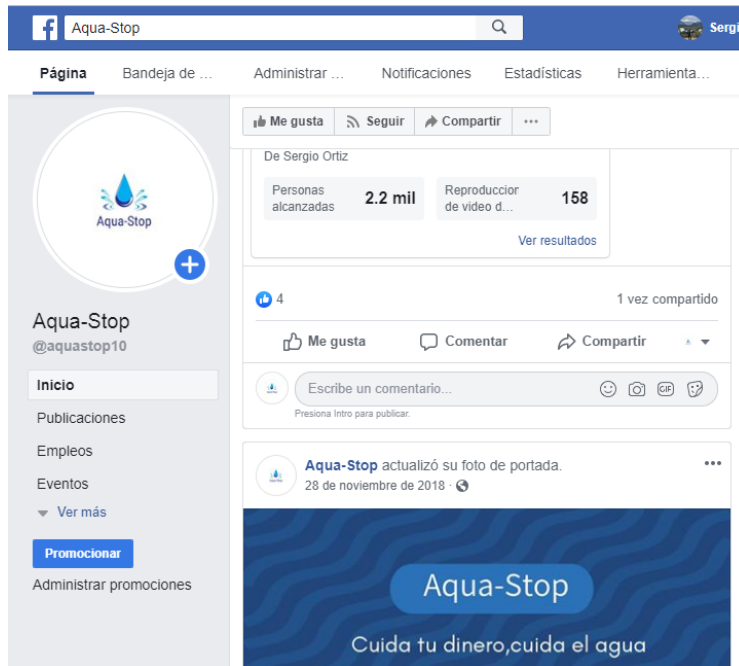 Aqua-Stop
Sergi
Página Bandeja de ... Administrar ... Notificaciones Estadísticas Herramienta...
Me gusta Seguir Compartir ...
Aqua-Stop
De Sergio Ortiz
Personas alcanzadas 2.2 mil
Reproduccior de video d... 158
Ver resultados
4 1 vez compartido
Me gusta Comentar Compartir
Escribe un comentario...
GIF
Presiona Intro para publicar.
Aqua-Stop
@aquastop10
Inicio
Publicaciones
Empleos
Eventos
Ver más
Promocionar
Administrar promociones
Aqua-Stop actualizó su foto de portada.
28 de noviembre de 2018 ·
Aqua-Stop
Cuida tu dinero,cuida el agua